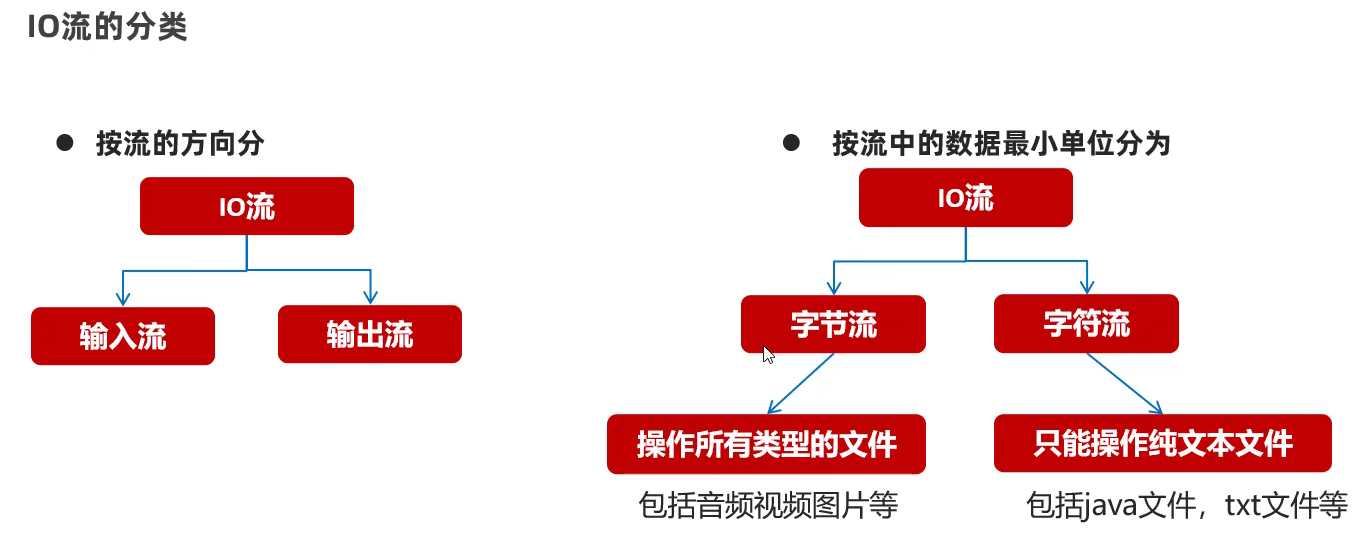 IO流的分类
● 按流的方向分
IO流
输入流
输出流
● 按流中的数据最小单位分为
IO流
字节流
字符流
操作所有类型的文件
只能操作纯文本文件
包括音频视频图片等
包括java文件，txt文件等